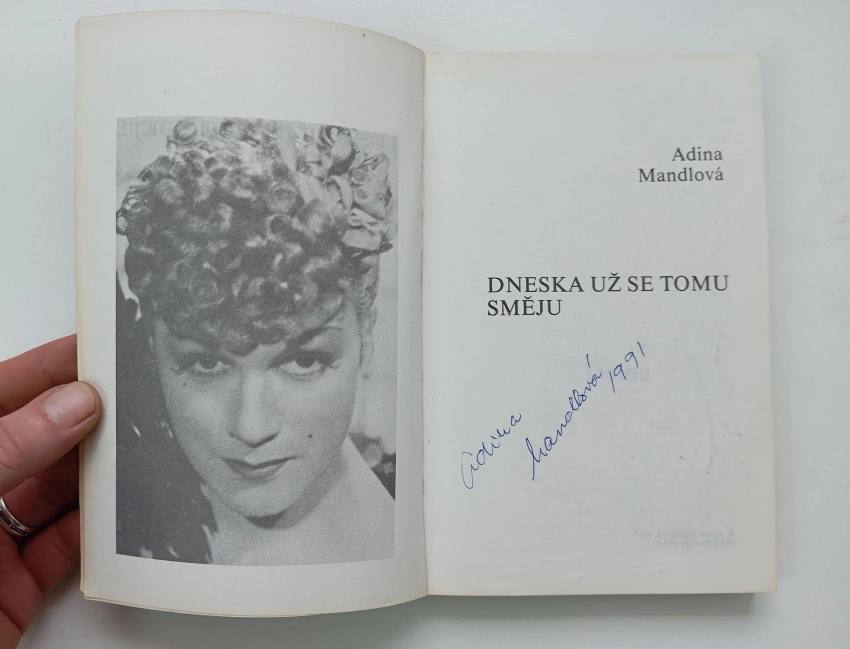 Adina
Mandlová
DNESKA UŽ SE TOMU
SMĚJU
Adina
Mandlová 1991